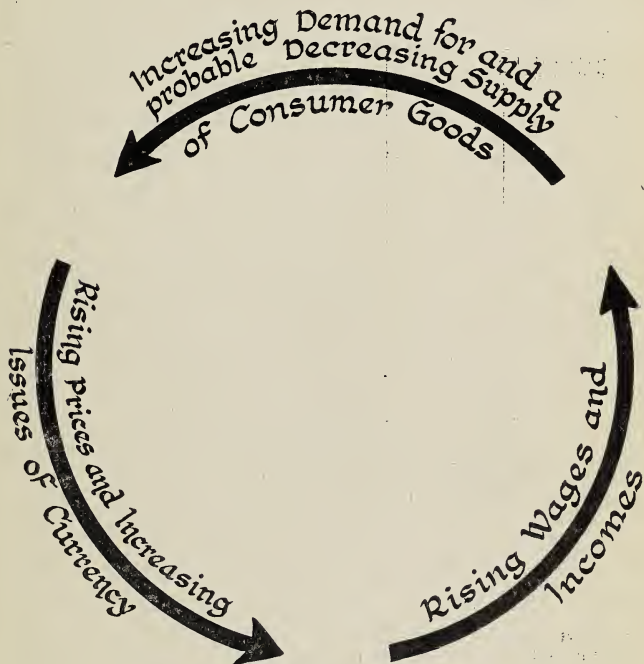 Increasing Demand for and a
probable Decreasing Supply
of Consumer Goods
Rising Prices and Increasing
Issues of Currency
Rising Wages and
Incomes